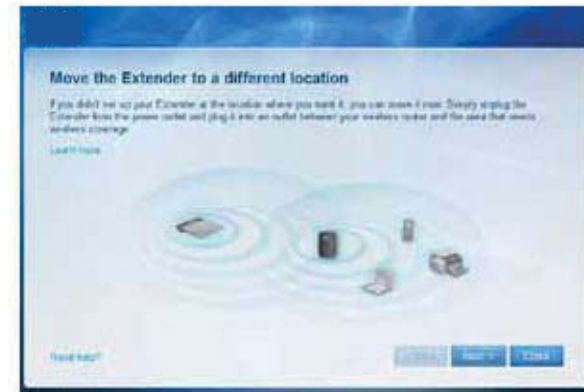 Move the Extender to a different location
If you didn't set up your Extender at the location where you want it, you can move it now. Simply unplug the
Extender from the power outlet and plug it into an outlet between your wireless router and the area that needs
wireless coverage.
Learn more
Need help?
Next >
Close